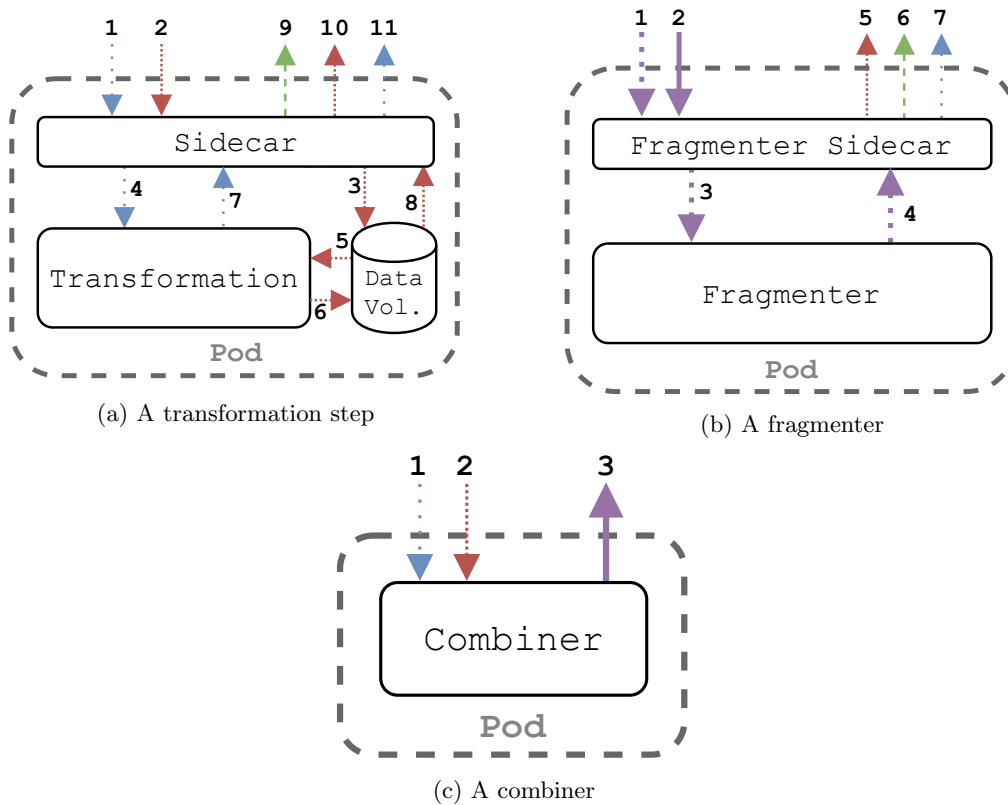 1 2 9 10 11
Sidecar
4 7 3 8
Transformation
5
6
Data
Vol.
Pod
(a) A transformation step
1 2 5 6 7
Fragmenter Sidecar
3 4
Fragmenter
Pod
(b) A fragmenter
1 2 3
Combiner
Pod
(c) A combiner